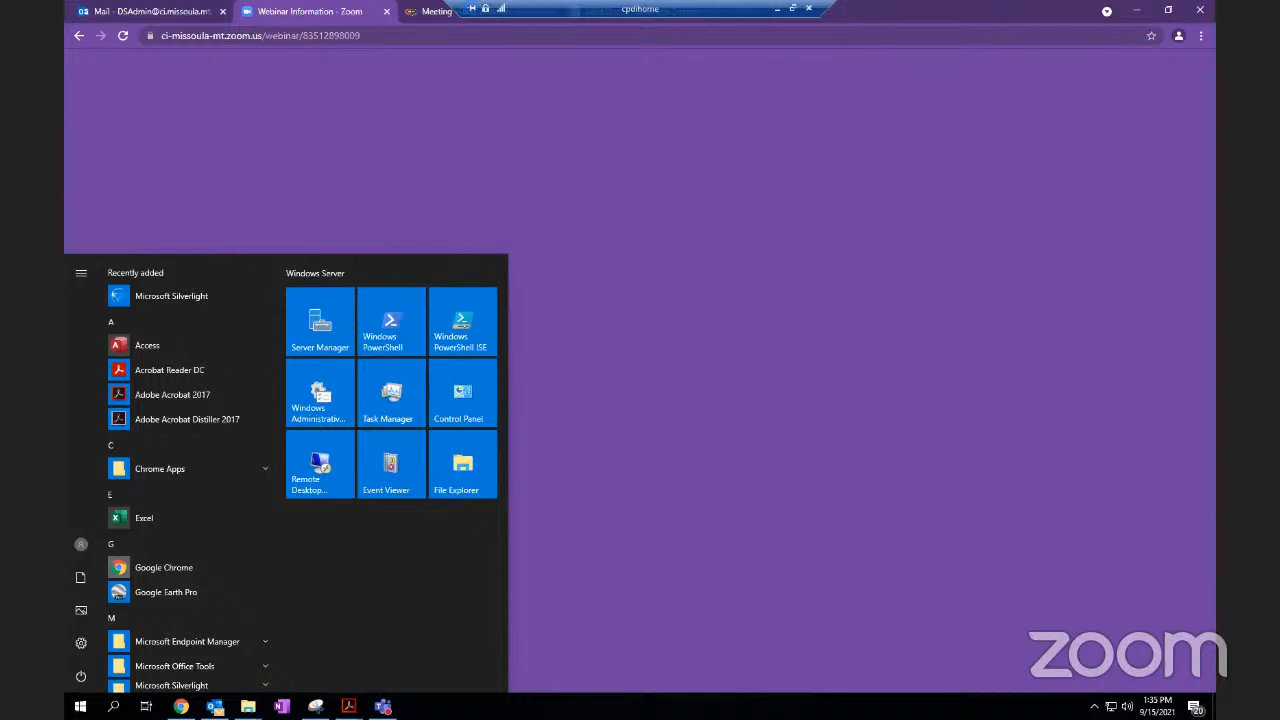 Mail - DSAdmin@ci.missoula.mt.
Webinar Information - Zoom
Meeting
cpdihome
ci-missoula-mt.zoom.us/webinar/83512898009
Recently added
Microsoft Silverlight
A
Access
Acrobat Reader DC
Adobe Acrobat 2017
Adobe Acrobat Distiller 2017
C
Chrome Apps
E
Excel
G
Google Chrome
Google Earth Pro
M
Microsoft Endpoint Manager
Microsoft Office Tools
Microsoft Silverlight
Windows Server
Server Manager
Windows PowerShell
Windows PowerShell ISE
Windows Administrativ...
Task Manager
Control Panel
Remote Desktop...
Event Viewer
File Explorer
zoom
1:35 PM
9/15/2021
20